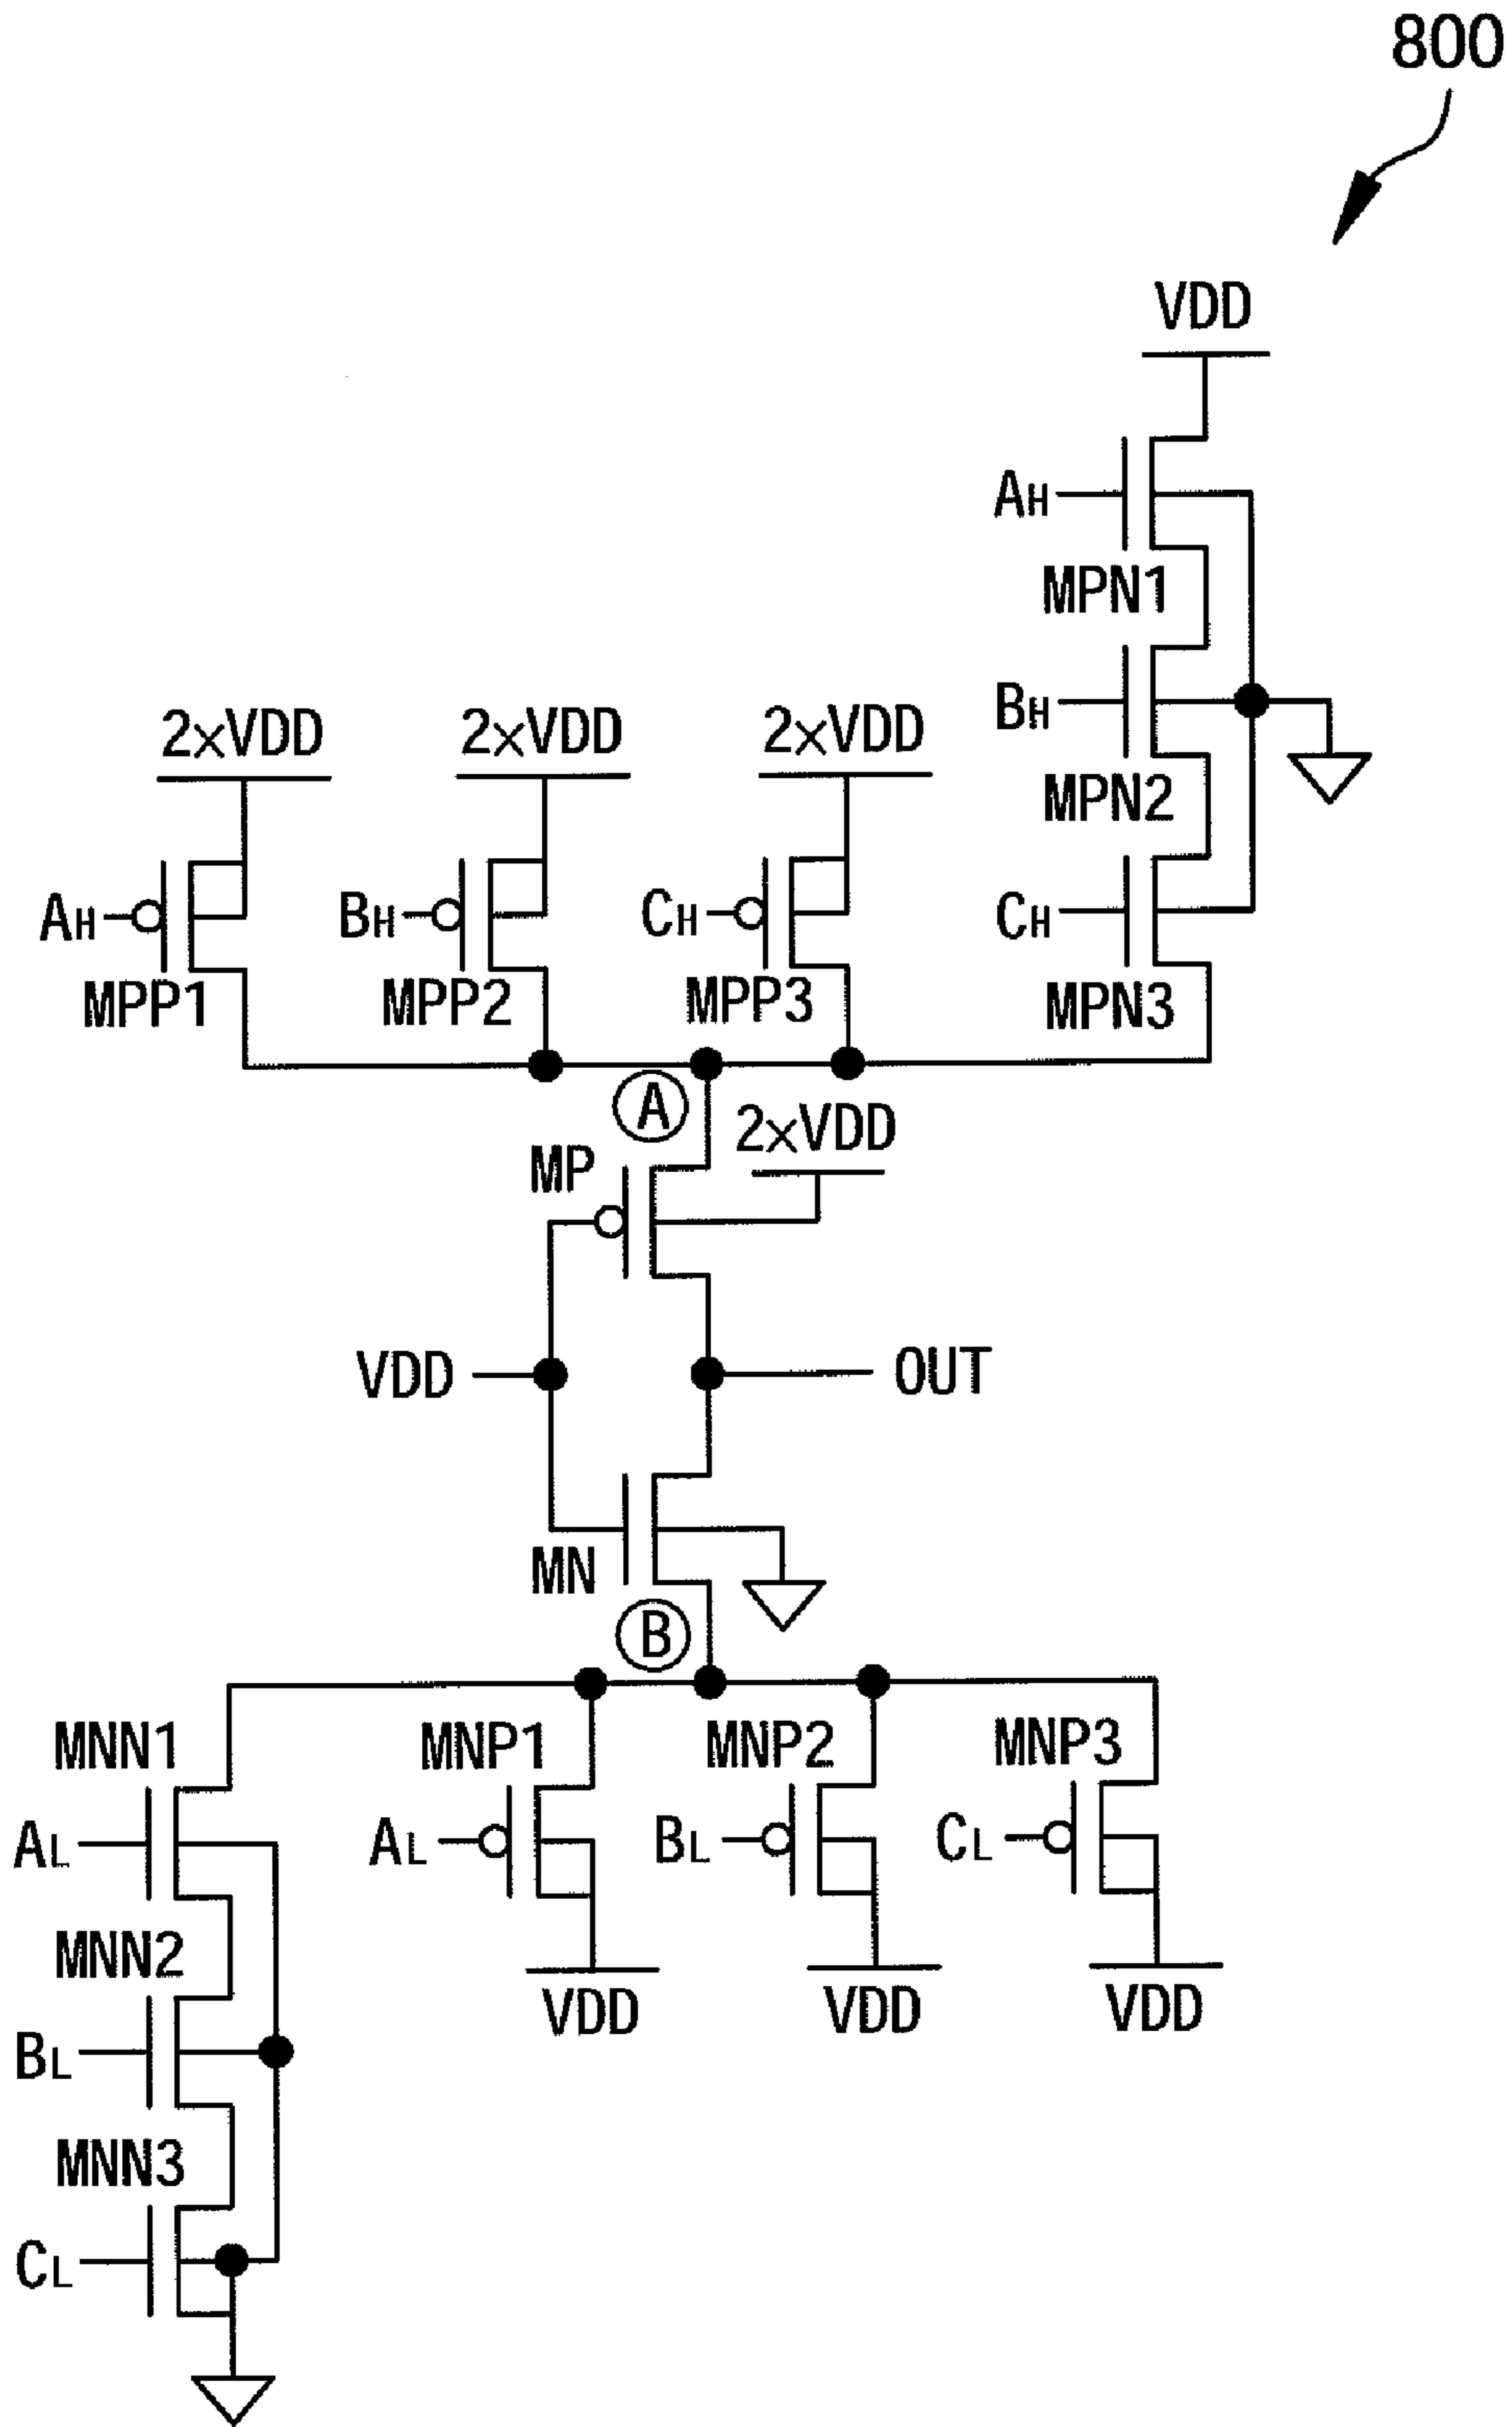 800
VDD
AH
MPN1
BH
MPN2
CH
MPN3
2×VDD 2×VDD 2×VDD
AH BH CH
MPP1 MPP2 MPP3
A
2×VDD
MP
VDD OUT
MN
B
MNN1 MNP1 MNP2 MNP3
AL AL BL CL
MNN2
VDD VDD VDD
BL
MNN3
CL